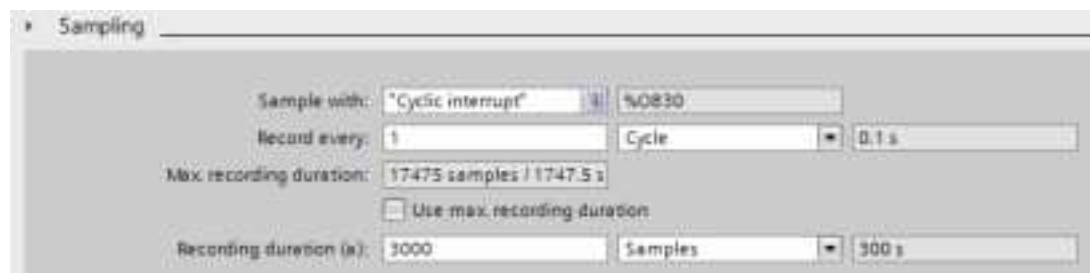 Sampling
Sample with: "Cyclic interrupt" %OB30
Record every: 1 Cycle 0.1 s
Max. recording duration: 17475 samples / 1747.5 s
Use max. recording duration
Recording duration (a): 3000 Samples 300 s